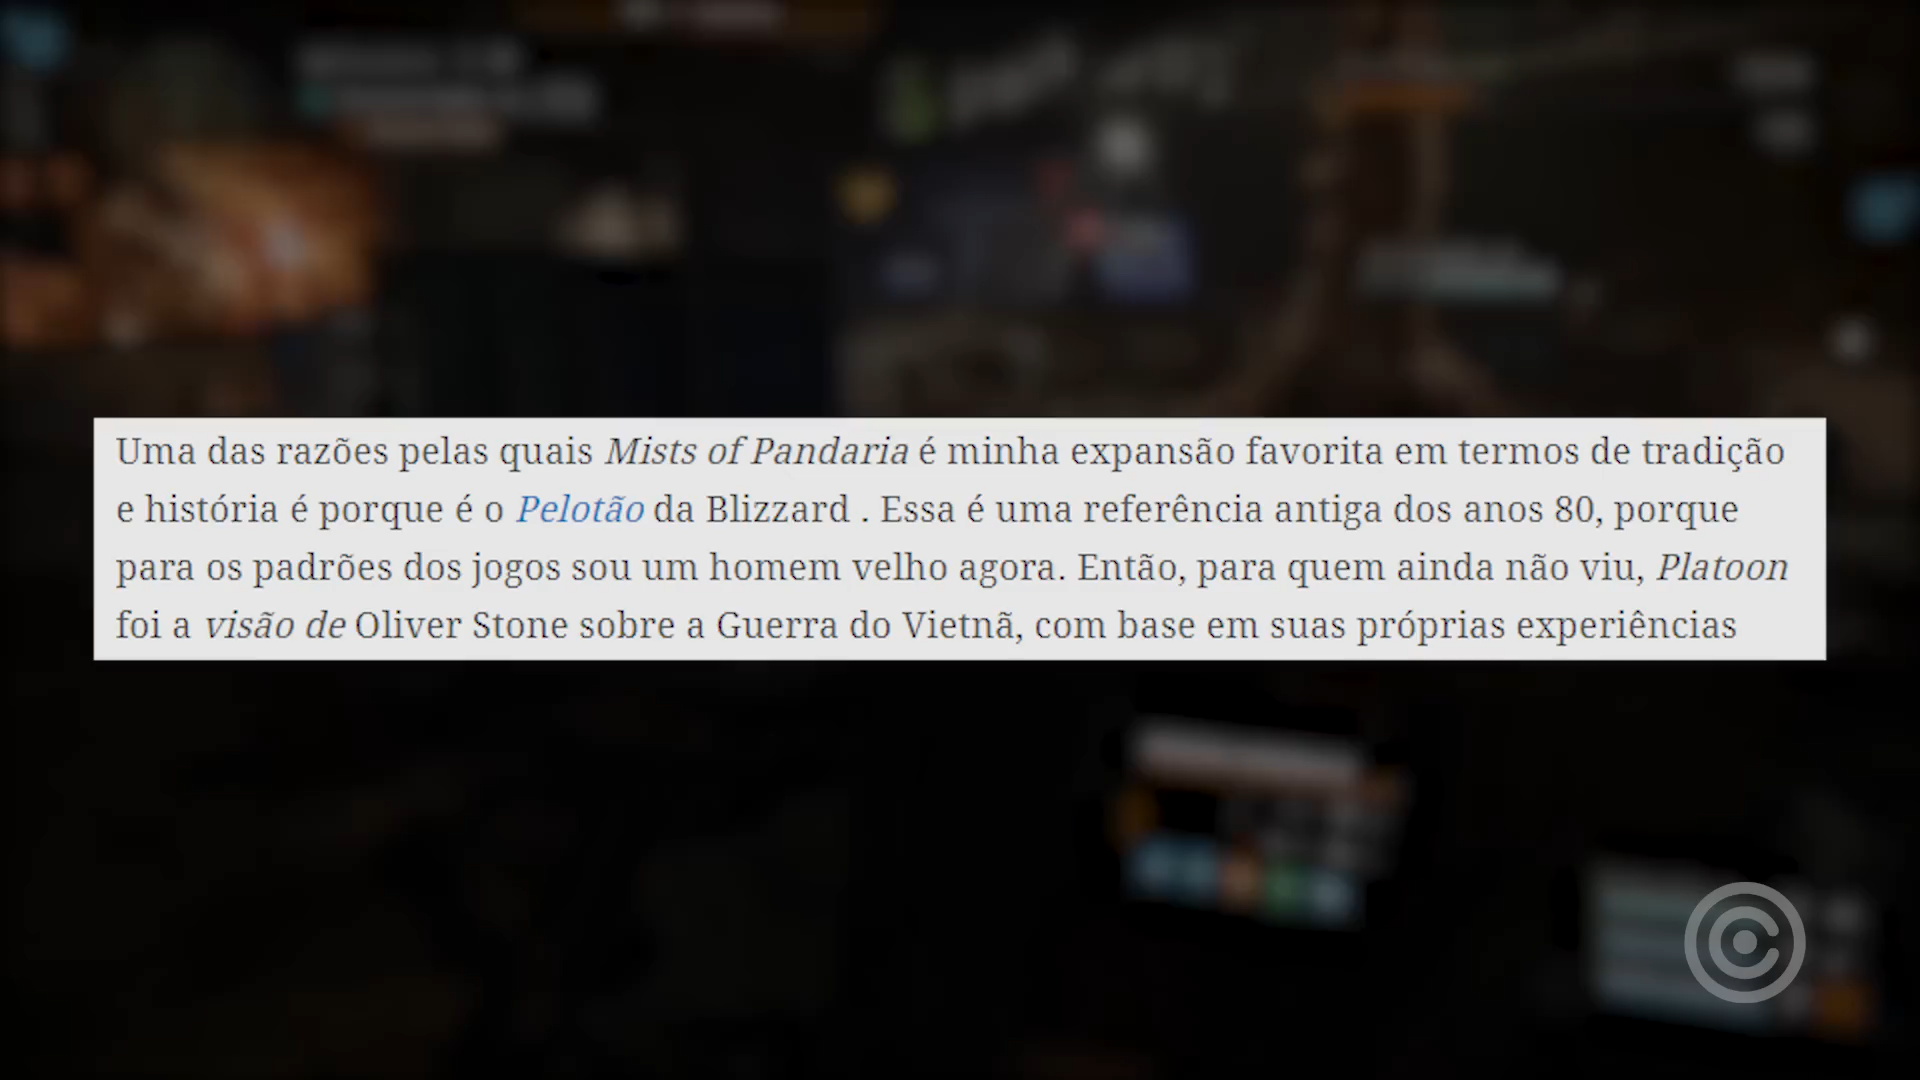 Uma das razões pelas quais Mists of Pandaria é minha expansão favorita em termos de tradição
e história é porque é o Pelotão da Blizzard . Essa é uma referência antiga dos anos 80, porque
para os padrões dos jogos sou um homem velho agora. Então, para quem ainda não viu, Platoon
foi a visão de Oliver Stone sobre a Guerra do Vietnã, com base em suas próprias experiências